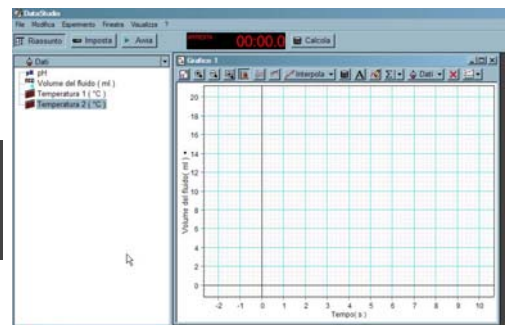 DataStudio
File Modifica Esperimento Finestra Visualizza ?
Riassunto Imposta Avvia 00:00.0 Calcola
Dati
pH
Volume del fluido ( ml )
Temperatura 1 ( °C )
Temperatura 2 ( °C )
Grafico 1
Interpola A Σ Dati
20
18
16
14
12
10
8
6
4
2
0
Volume del fluido( ml )
-2 -1 0 1 2 3 4 5 6 7 8 9 10
Tempo( s )